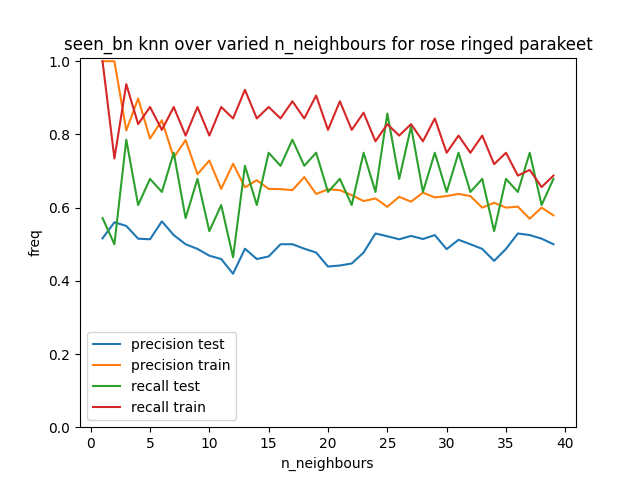 seen_bn knn over varied n_neighbours for rose ringed parakeet
1.0
0.8
0.6
0.4
0.2
0.0
freq
precision test
precision train
recall test
recall train
0 5 10 15 20 25 30 35 40
n_neighbours